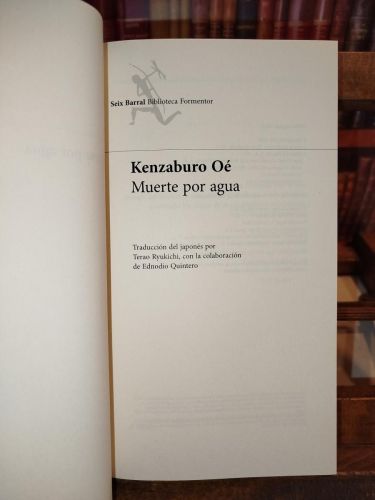 Seix Barral Biblioteca Formentor
Kenzaburo Oé
Muerte por agua
Traducción del japonés por
Terao Ryukichi, con la colaboración
de Ednodio Quintero